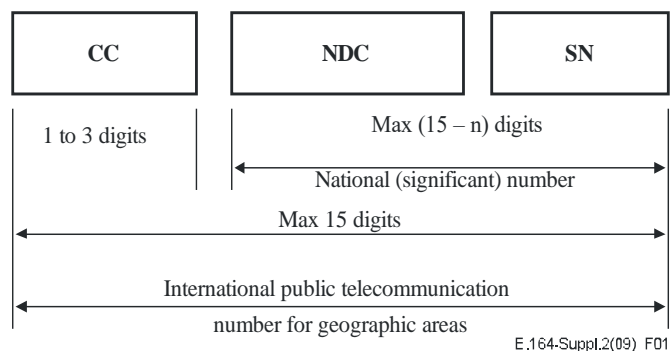 CC NDC SN
1 to 3 digits
Max (15 – n) digits
National (significant) number
Max 15 digits
International public telecommunication
number for geographic areas
E.164-Suppl.2(09)_F01